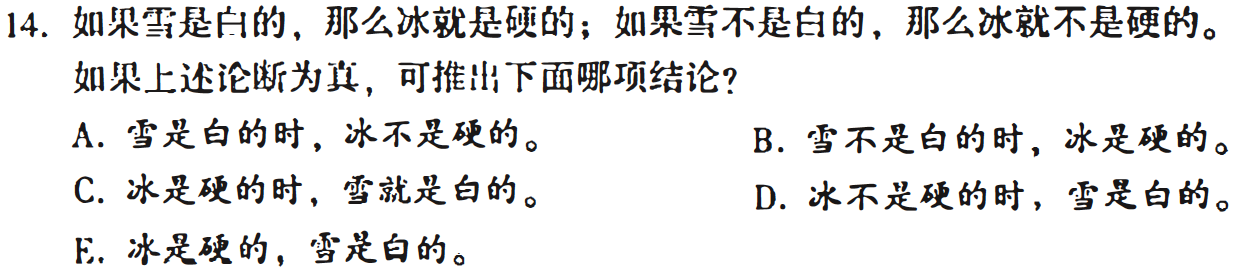 14. 如果雪是白的，那么冰就是硬的；如果雪不是白的，那么冰就不是硬的。
如果上述论断为真，可推出下面哪项结论？
A. 雪是白的时，冰不是硬的。 B. 雪不是白的时，冰是硬的。
C. 冰是硬的时，雪就是白的。 D. 冰不是硬的时，雪是白的。
E. 冰是硬的，雪是白的。